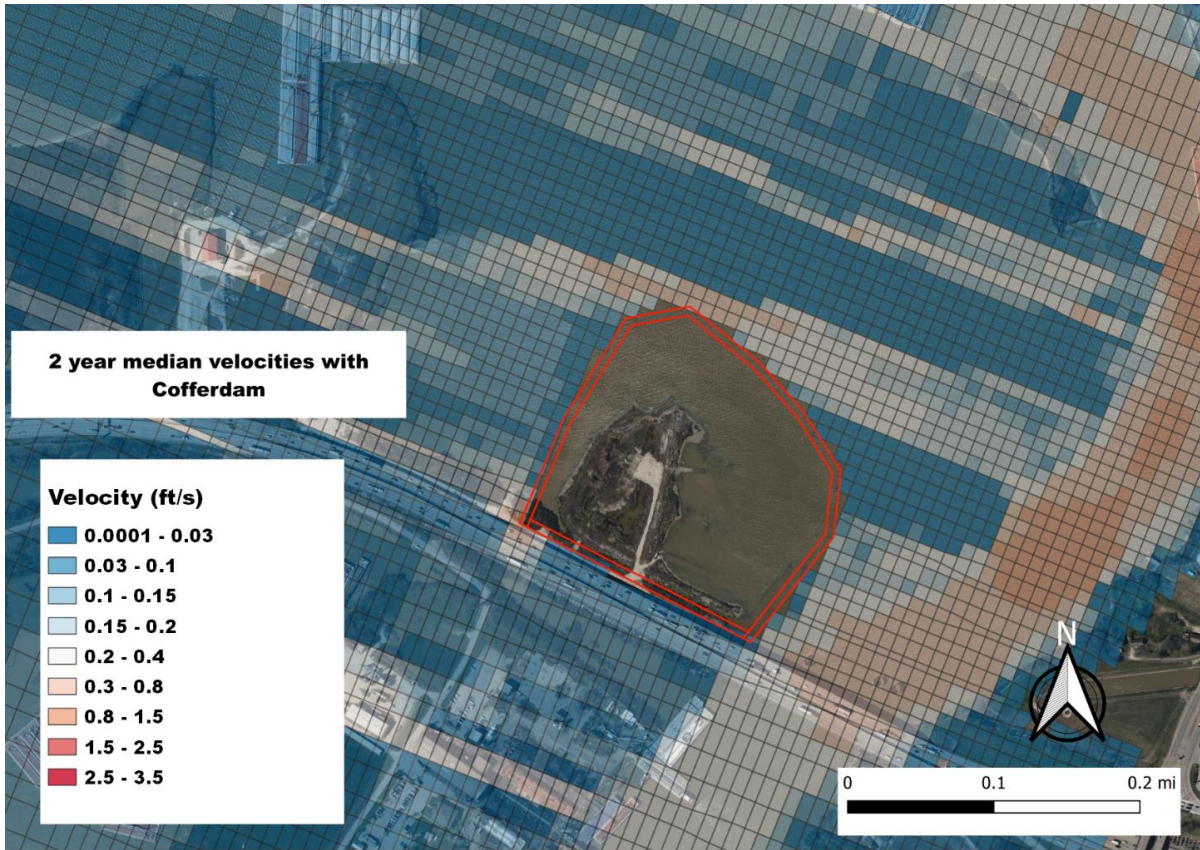 2 year median velocities with
Cofferdam
Velocity (ft/s)
0.0001 - 0.03
0.03 - 0.1
0.1 - 0.15
0.15 - 0.2
0.2 - 0.4
0.3 - 0.8
0.8 - 1.5
1.5 - 2.5
2.5 - 3.5
N
0 0.1 0.2 mi